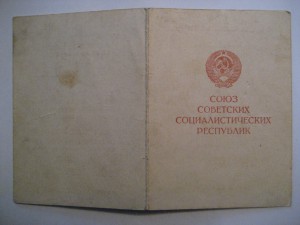 СОЮЗ
СОВЕТСКИХ
СОЦИАЛИСТИЧЕСКИХ
РЕСПУБЛИК